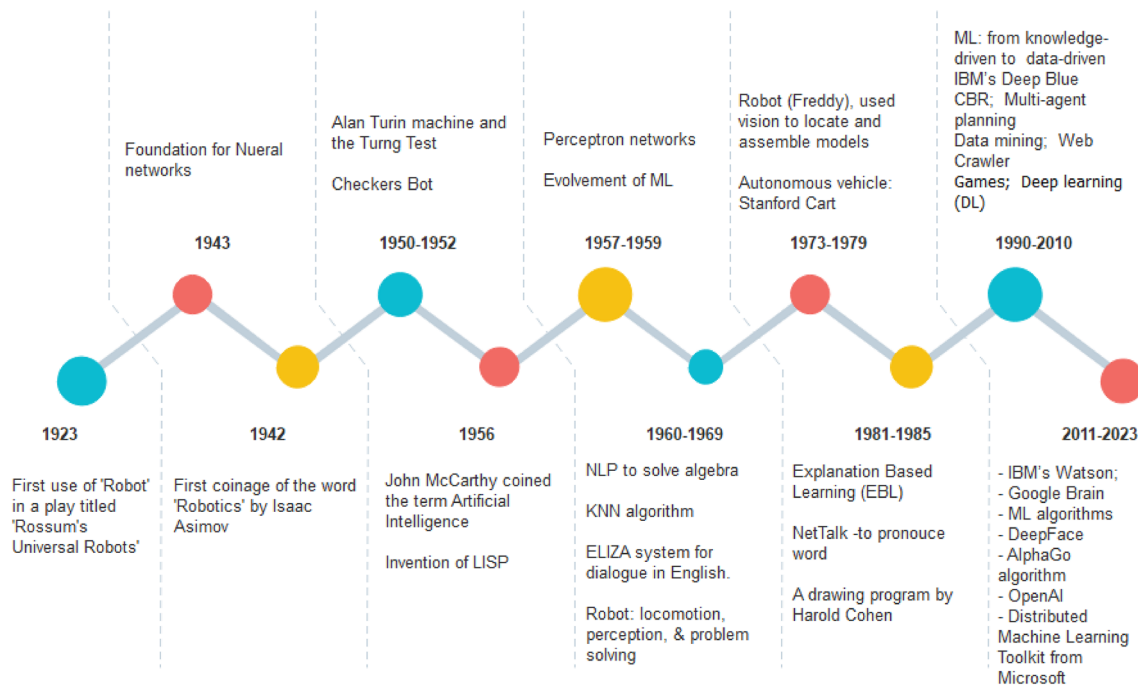 Foundation for Nueral
networks
1943
Alan Turin machine and
the Turng Test
Checkers Bot
1950-1952
Perceptron networks
Evolvement of ML
1957-1959
Robot (Freddy), used
vision to locate and
assemble models
Autonomous vehicle:
Stanford Cart
1973-1979
ML: from knowledge-
driven to data-driven
IBM's Deep Blue
CBR; Multi-agent
planning
Data mining; Web
Crawler
Games; Deep learning
(DL)
1990-2010
1923
First use of 'Robot'
in a play titled
'Rossum's
Universal Robots'
1942
First coinage of the word
'Robotics' by Isaac
Asimov
1956
John McCarthy coined
the term Artificial
Intelligence
Invention of LISP
1960-1969
NLP to solve algebra
KNN algorithm
ELIZA system for
dialogue in English.
Robot: locomotion,
perception, & problem
solving
1981-1985
Explanation Based
Learning (EBL)
NetTalk -to pronouce
word
A drawing program by
Harold Cohen
2011-2023
- IBM's Watson;
- Google Brain
- ML algorithms
- DeepFace
- AlphaGo
algorithm
- OpenAI
- Distributed
Machine Learning
Toolkit from
Microsoft